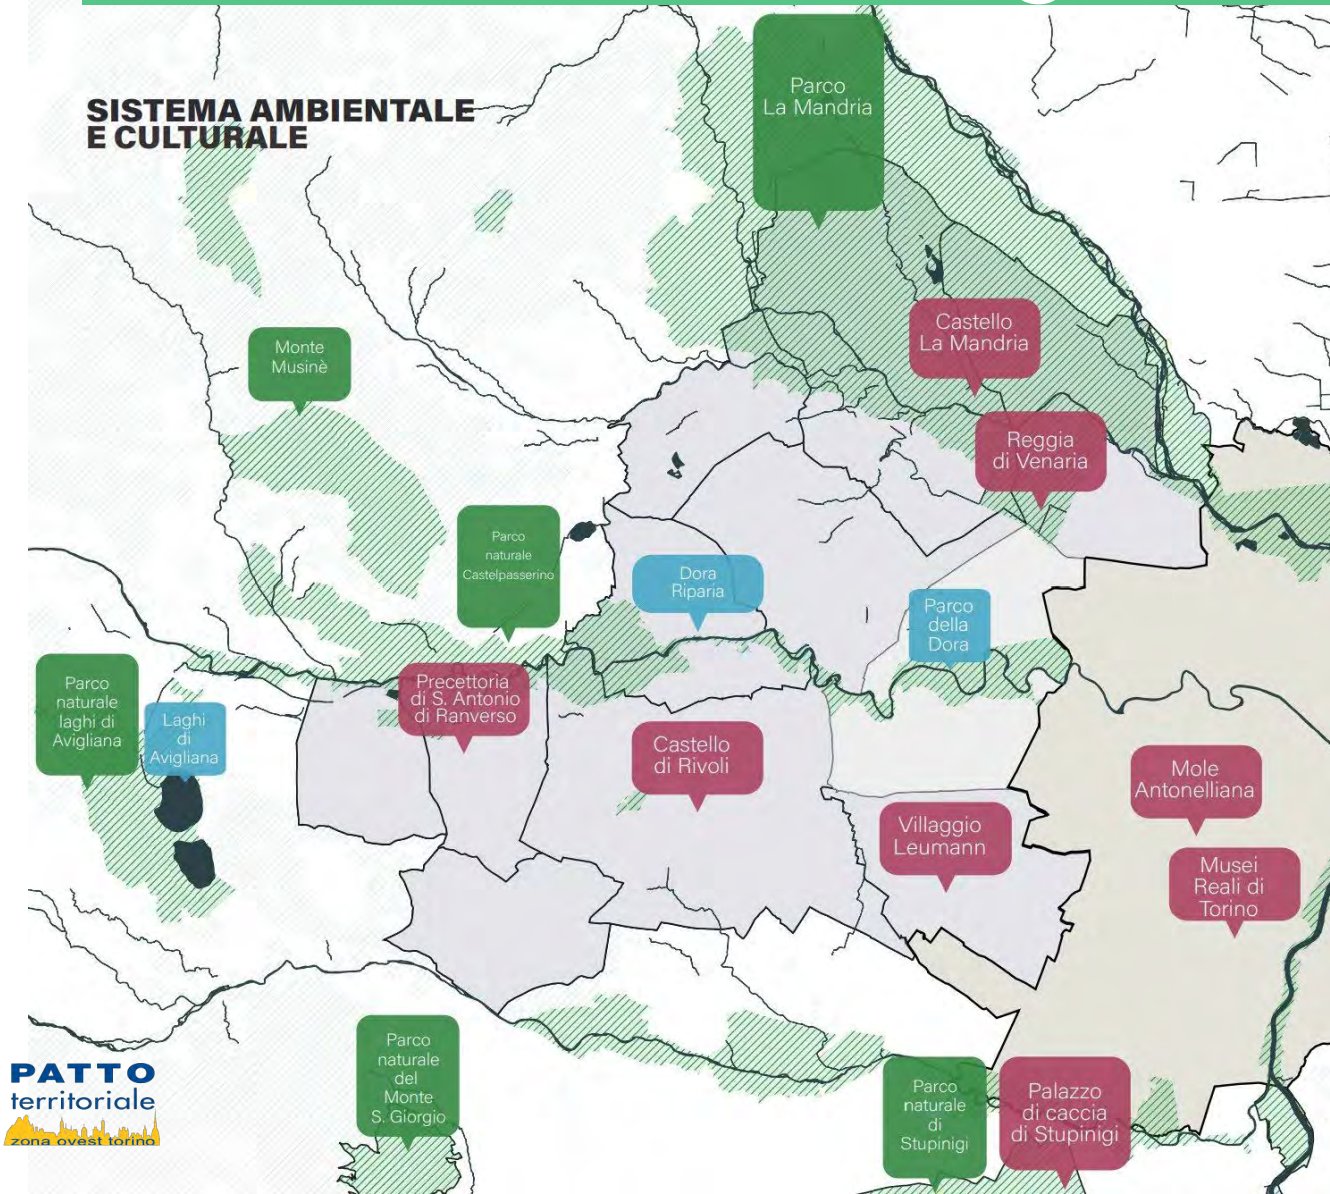 SISTEMA AMBIENTALE
E CULTURALE
Parco
La Mandria
Castello
La Mandria
Monte
Musinè
Reggia
di Venaria
Parco
naturale
Castelpasserino
Dora
Riparia
Parco
della
Dora
Parco
naturale
laghi di
Avigliana
Laghi
di
Avigliana
Precettoria
di S. Antonio
di Ranverso
Castello
di Rivoli
Mole
Antonelliana
Villaggio
Leumann
Musei
Reali di
Torino
Parco
naturale
del
Monte
S. Giorgio
Parco
naturale
di
Stupinigi
Palazzo
di caccia
di Stupinigi
PATTO
territoriale
zona ovest torino